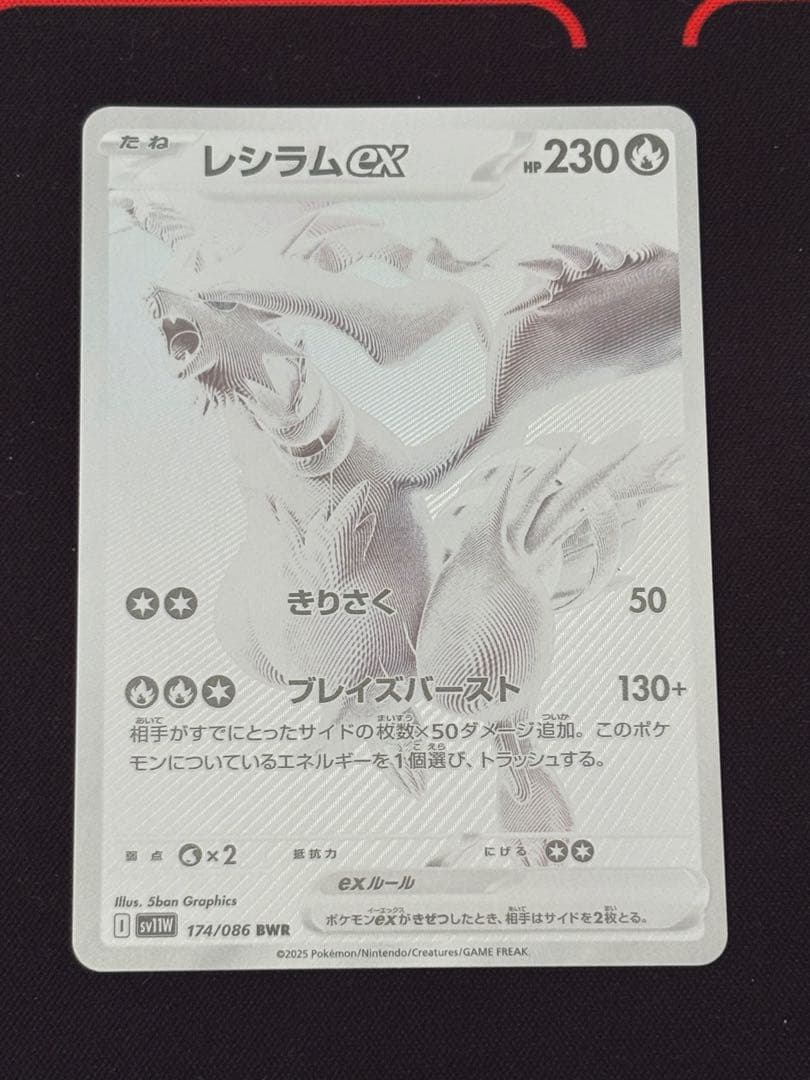 たね レシラムex HP230
きりさく 50
ブレイズバースト 130+
相手がすでにとったサイドの枚数×50ダメージ追加。このポケ
モンについているエネルギーを1個選び、トラッシュする。
弱点 ×2 抵抗力 にげる
exルール
ポケモンexがきぜつしたとき、相手はサイドを2枚とる。
Illus. 5ban Graphics
I sv11W 174/086 BWR
©2025 Pokémon/Nintendo/Creatures/GAME FREAK.